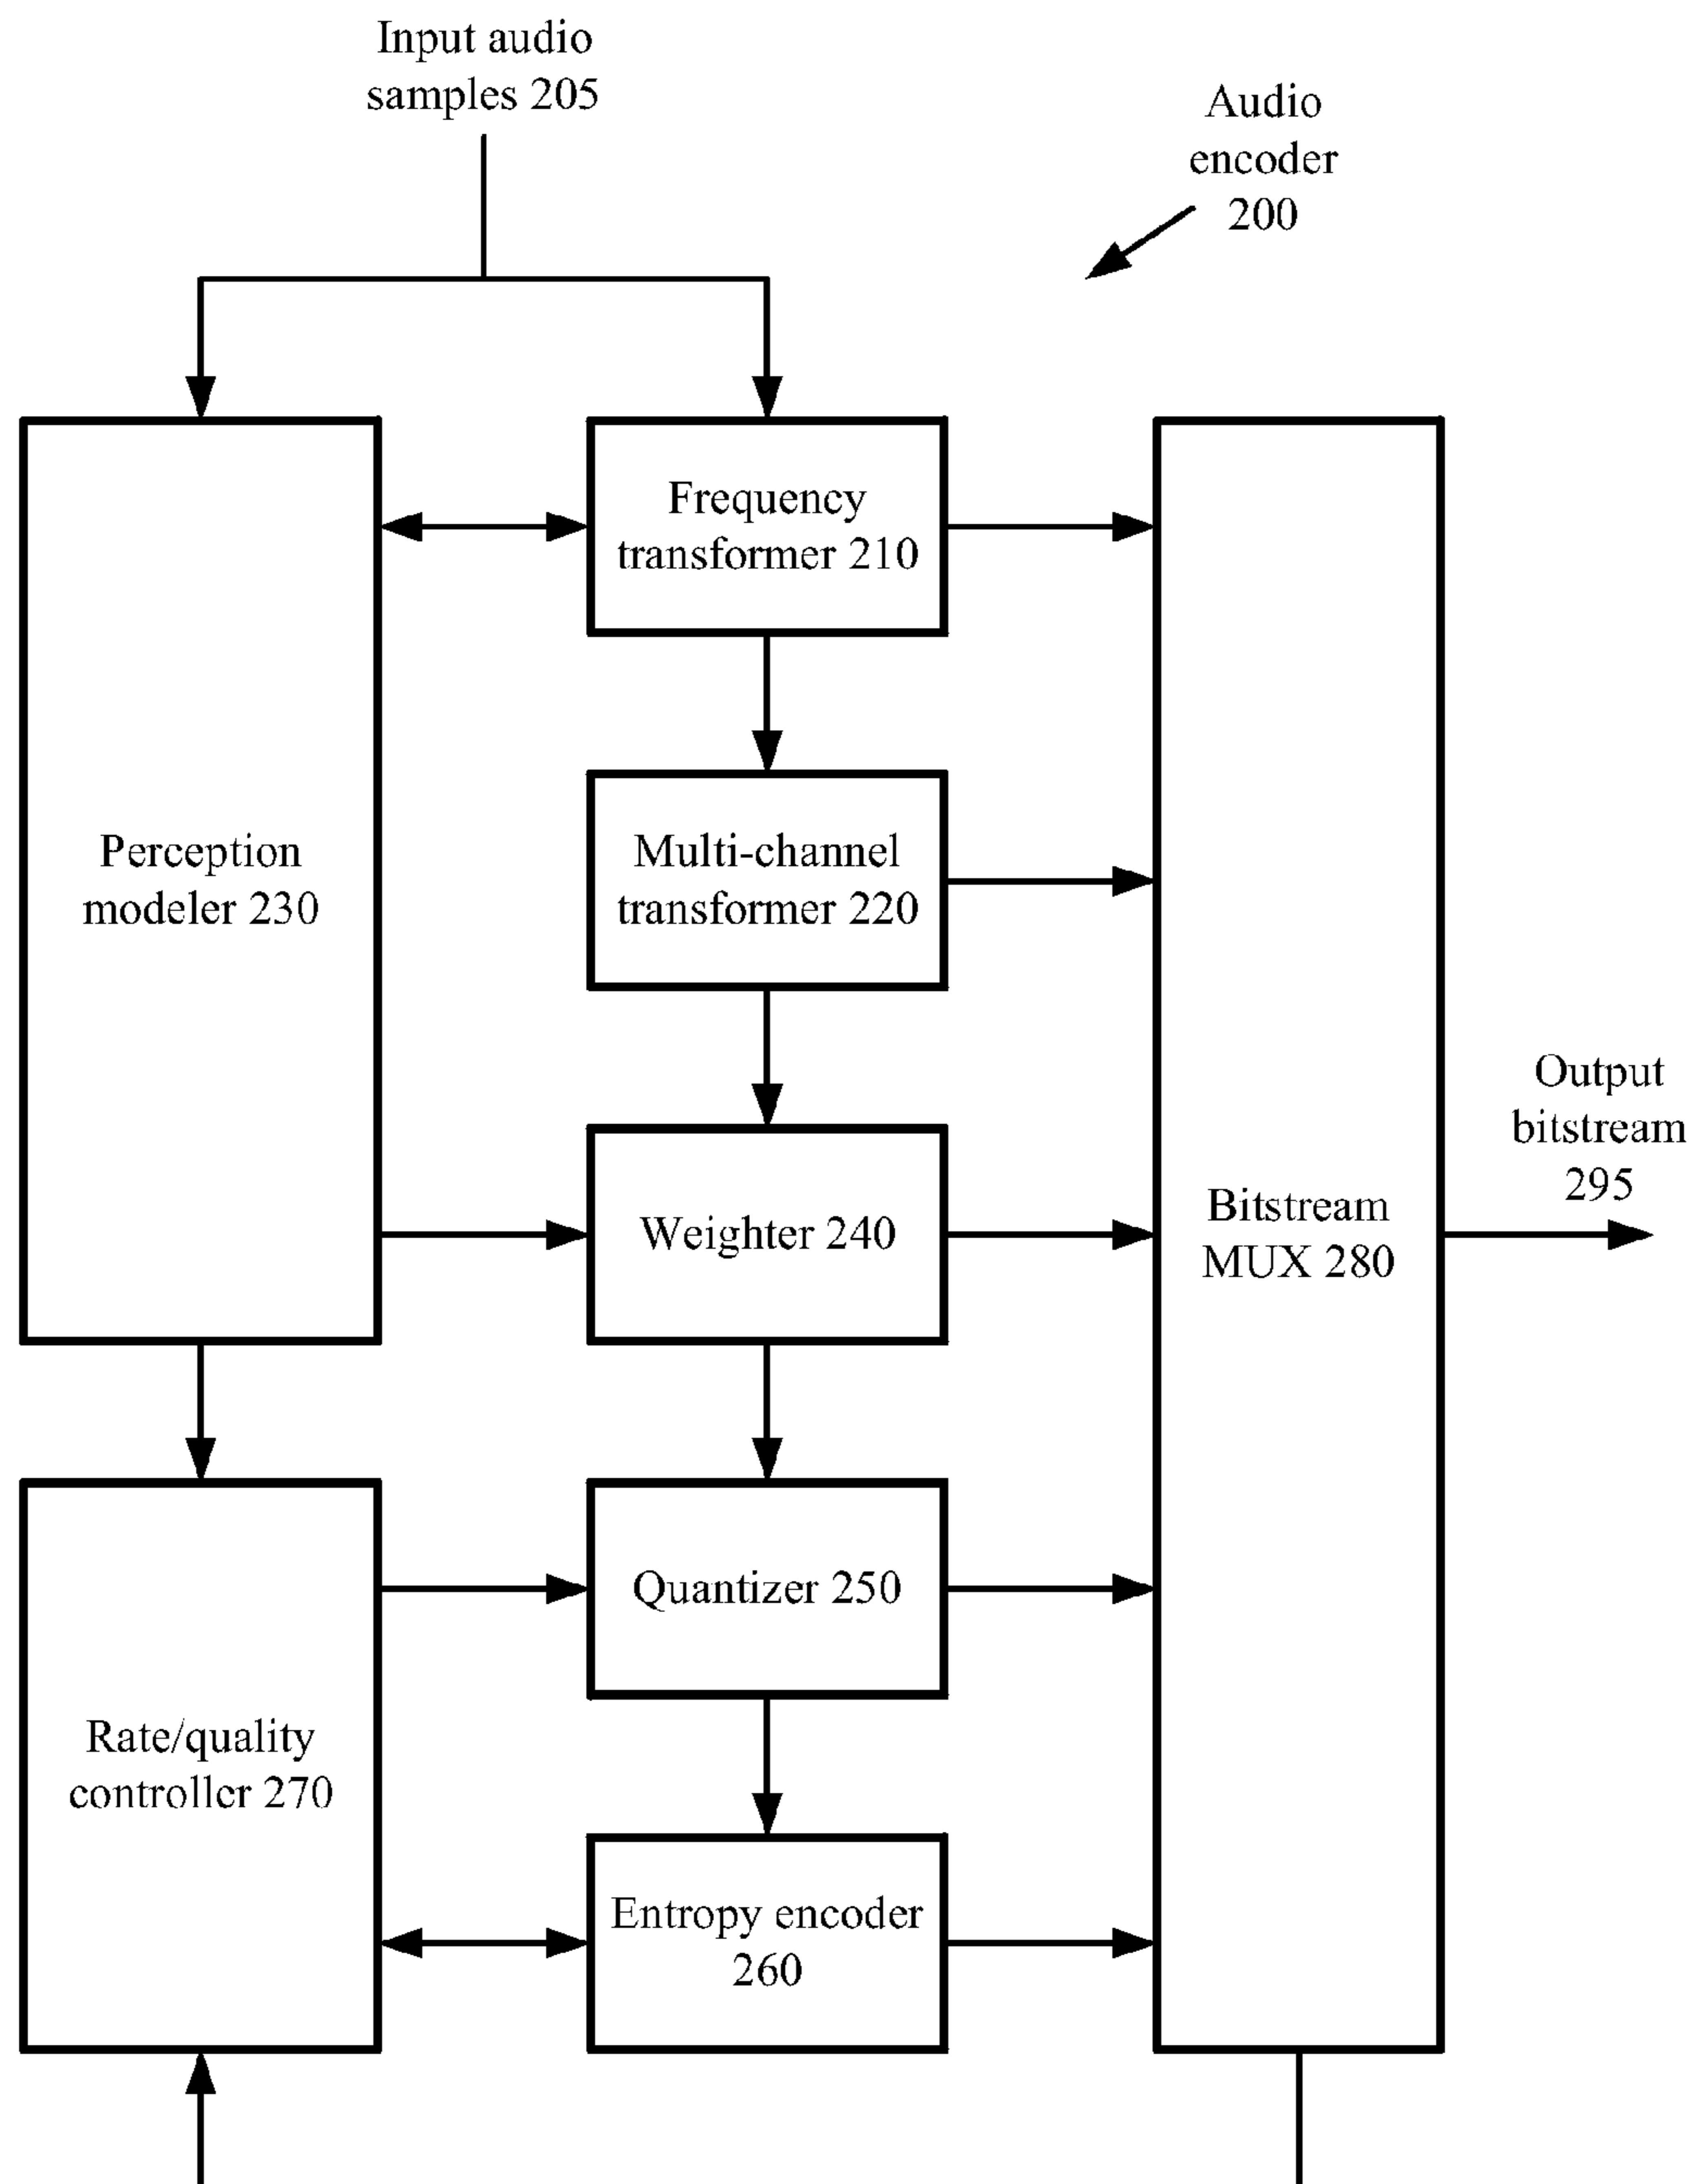 Input audio
samples 205
Audio
encoder
200
Frequency
transformer 210
Perception
modeler 230
Multi-channel
transformer 220
Output
bitstream
295
Weighter 240
Bitstream
MUX 280
Quantizer 250
Rate/quality
controller 270
Entropy encoder
260